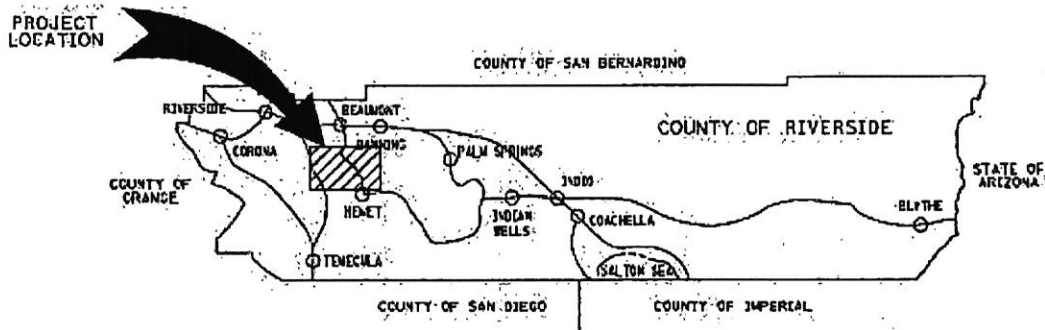 PROJECT
LOCATION
COUNTY OF SAN BERNARDINO
RIVERSIDE
BEAUMONT
BANNING
COUNTY OF RIVERSIDE
CORONA
PALM SPRINGS
COUNTY OF
ORANGE
STATE OF
ARIZONA
HEMET
INDIO
INDIAN
WELLS
COACHELLA
BLYTHE
TEMECULA
SALTON SEA
COUNTY OF SAN DIEGO
COUNTY OF IMPERIAL